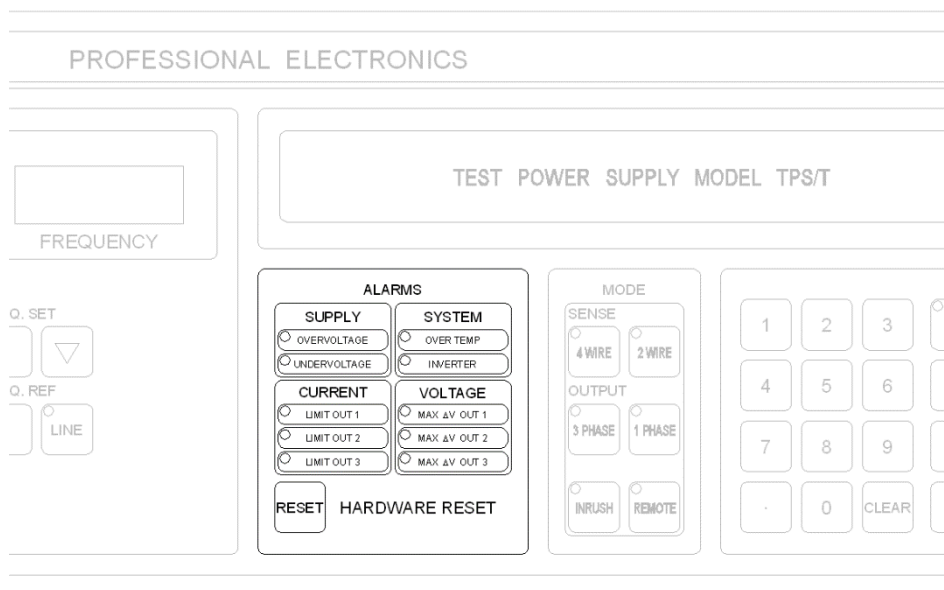 PROFESSIONAL ELECTRONICS
TEST POWER SUPPLY MODEL TPS/T
FREQUENCY
Q. SET
Q. REF
LINE
ALARMS
SUPPLY
OVERVOLTAGE
UNDERVOLTAGE
SYSTEM
OVER TEMP
INVERTER
CURRENT
LIMIT OUT 1
LIMIT OUT 2
LIMIT OUT 3
VOLTAGE
MAX ΔV OUT 1
MAX ΔV OUT 2
MAX ΔV OUT 3
RESET HARDWARE RESET
MODE
SENSE
4 WIRE 2 WIRE
OUTPUT
3 PHASE 1 PHASE
INRUSH REMOTE
1 2 3
4 5 6
7 8 9
. 0 CLEAR